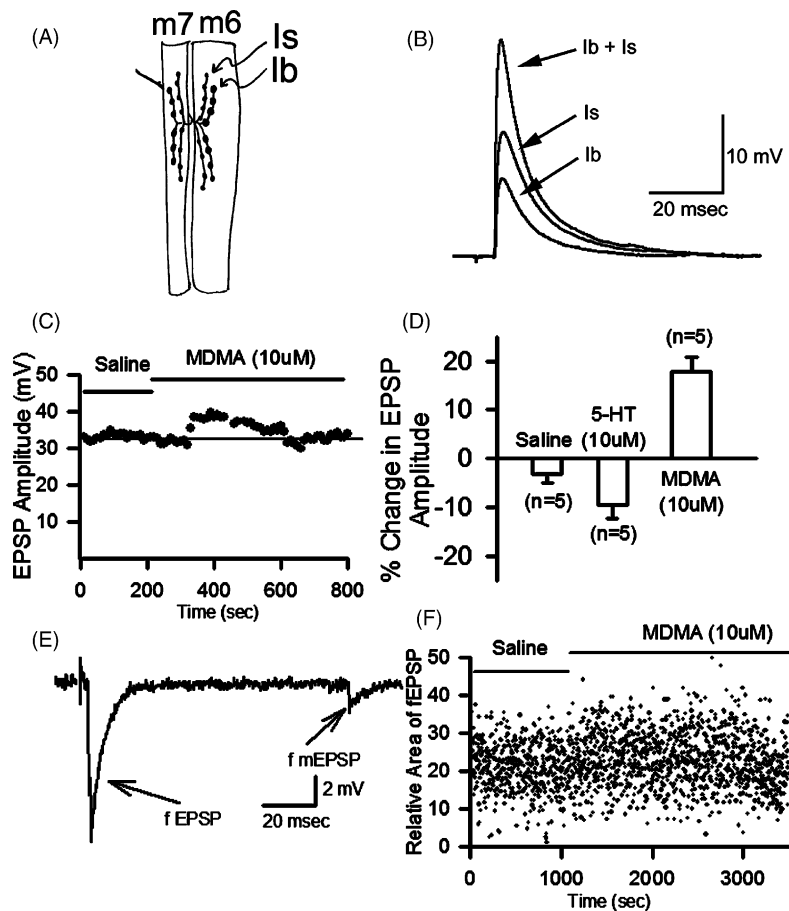 (A)
m7 m6
Is
Ib
(B)
Ib + Is
Is
Ib
10 mV
20 msec
(C)
Saline
MDMA (10uM)
EPSP Amplitude (mV)
50
40
30
20
10
0 200 400 600 800
Time (sec)
(D)
% Change in EPSP
Amplitude
20
10
0
-10
-20
Saline
(n=5)
5-HT
(10uM)
(n=5)
(n=5)
MDMA
(10uM)
(E)
f EPSP
f mEPSP
2 mV
20 msec
(F)
Saline
MDMA (10uM)
Relative Area of fEPSP
50
40
30
20
10
0
0 1000 2000 3000
Time (sec)